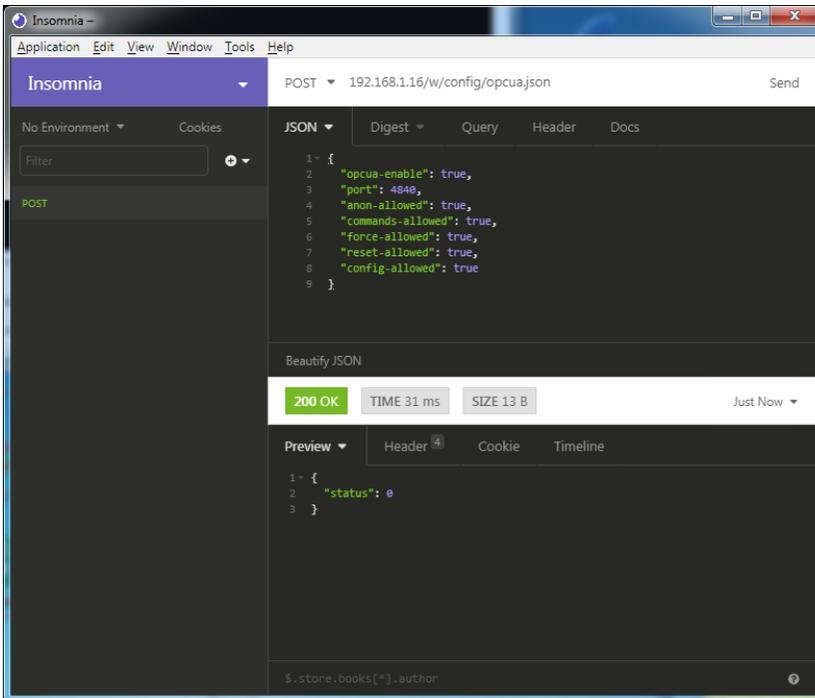 Insomnia –
Application Edit View Window Tools Help
Insomnia
POST 192.168.1.16/w/config/opcua.json Send
No Environment Cookies
JSON Digest Query Header Docs
Filter
POST
1 {
2 "opcua-enable": true,
3 "port": 4840,
4 "anon-allowed": true,
5 "commands-allowed": true,
6 "force-allowed": true,
7 "reset-allowed": true,
8 "config-allowed": true
9 }
Beautify JSON
200 OK TIME 31 ms SIZE 13 B Just Now
Preview Header 4 Cookie Timeline
1 {
2 "status": 0
3 }
$.store.books[*].author